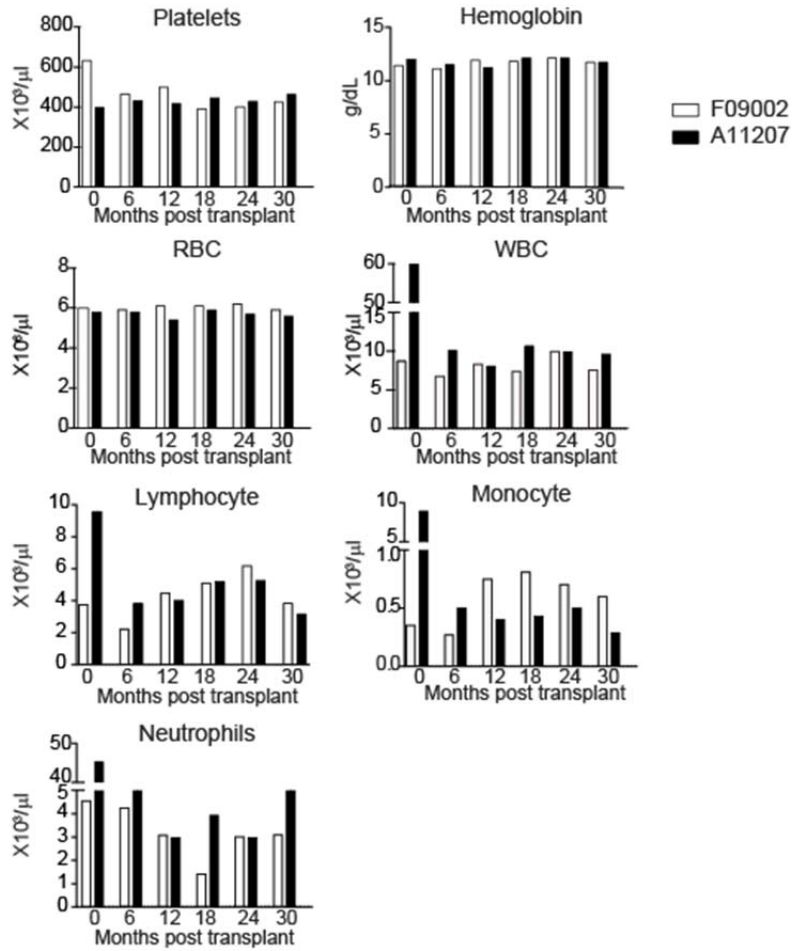 Platelets
800
600
400
200
0
X10³/µl
0 6 12 18 24 30
Months post transplant
Hemoglobin
15
10
5
0
g/dL
0 6 12 18 24 30
Months post transplant
F09002
A11207
RBC
8
6
4
2
0
X10⁶/µl
0 6 12 18 24 30
Months post transplant
WBC
60
50
15
10
5
0
X10³/µl
0 6 12 18 24 30
Months post transplant
Lymphocyte
10
8
6
4
2
0
X10³/µl
0 6 12 18 24 30
Months post transplant
Monocyte
10
5
1.0
0.5
0.0
X10³/µl
0 6 12 18 24 30
Months post transplant
Neutrophils
50
40
5
4
3
2
1
0
X10³/µl
0 6 12 18 24 30
Months post transplant